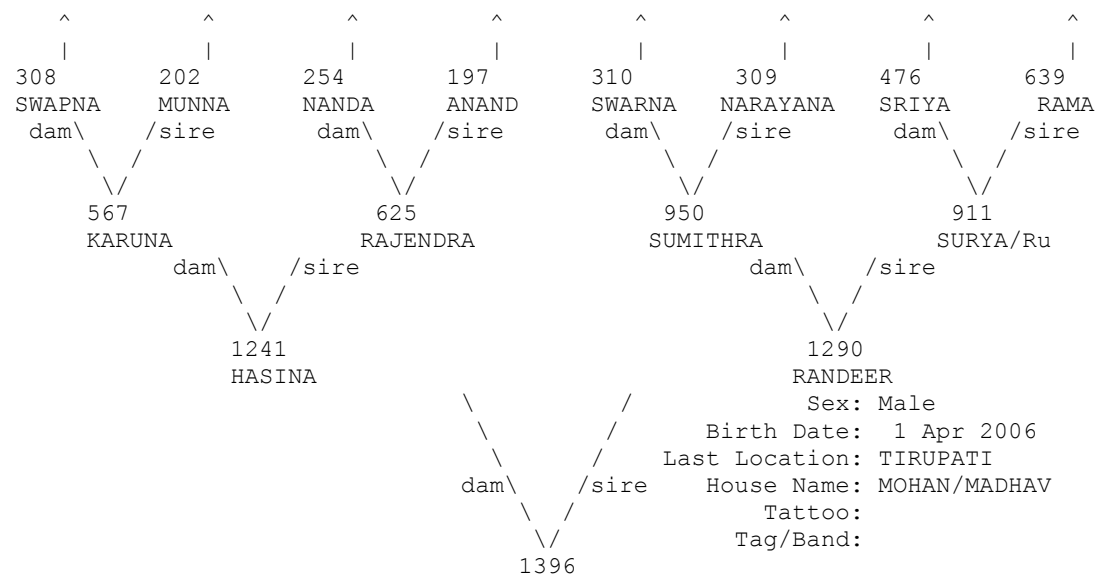 ^ ^ ^ ^ ^ ^ ^ ^
| | | | | | | |
308 202 254 197 310 309 476 639
SWAPNA MUNNA NANDA ANAND SWARNA NARAYANA SRIYA RAMA
dam\ /sire dam\ /sire dam\ /sire dam\ /sire
\ / \ / \ / \ /
\/ \/ \/ \/
567 625 950 911
KARUNA RAJENDRA SUMITHRA SURYA/Ru
dam\ /sire dam\ /sire
\ / \ /
\/ \/
1241 1290
HASINA RANDEER
\ / Sex: Male
\ / Birth Date: 1 Apr 2006
\ / Last Location: TIRUPATI
dam\ /sire House Name: MOHAN/MADHAV
\ / Tattoo:
\/ Tag/Band:
1396